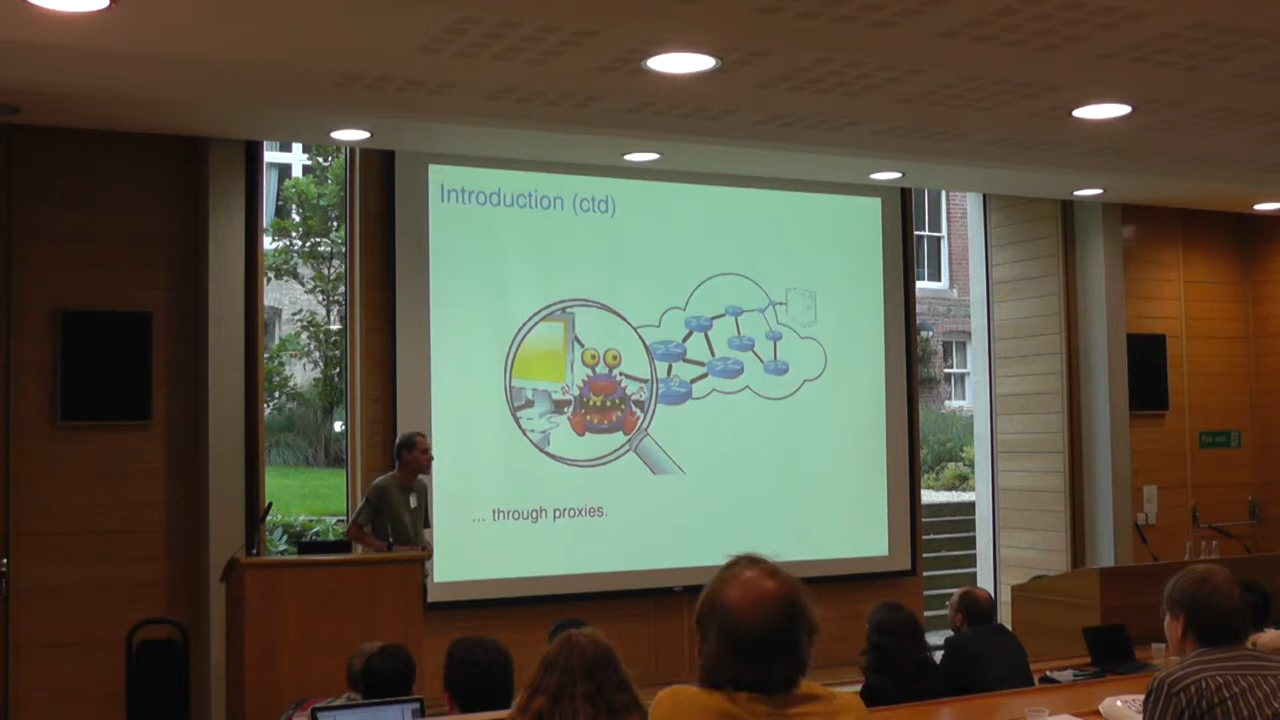 Introduction (ctd)
... through proxies.